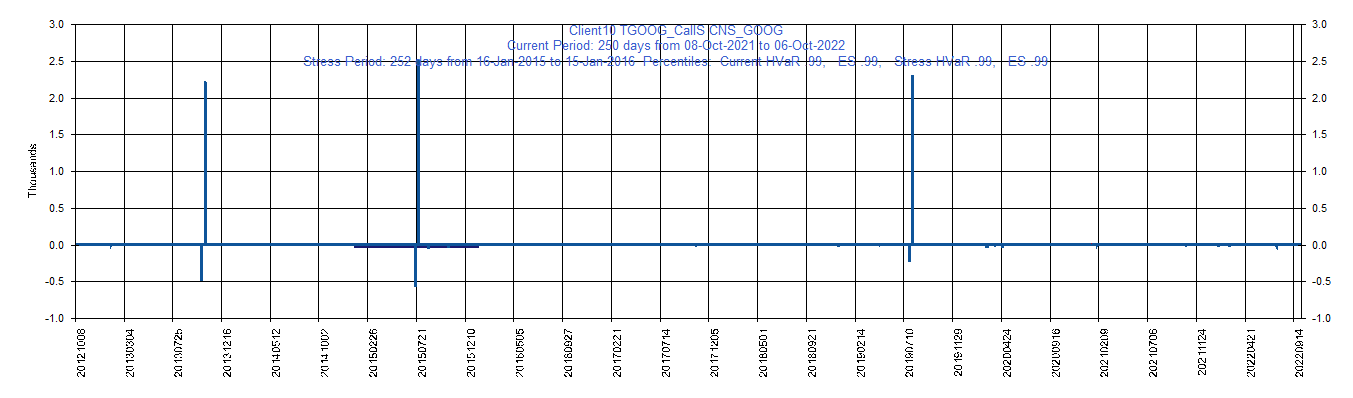 Client10 TGOOG_CallS CNS_GOOG
Current Period: 250 days from 08-Oct-2021 to 06-Oct-2022
Stress Period: 252 days from 16-Jan-2015 to 15-Jan-2016 Percentiles: Current HVaR .99, ES .99, Stress HVaR .99, ES .99
3.0 3.0
2.5 2.5
2.0 2.0
1.5 1.5
1.0 1.0
0.5 0.5
0.0 0.0
-0.5 -0.5
-1.0 -1.0
Thousands
20121008 20130304 20130725 20131216 20140512 20141002 20150226 20150721 20151210 20160505 20160927 20170221 20170714 20171205 20180501 20180921 20190214 20190710 20191129 20200424 20200916 20210209 20210706 20211124 20220421 20220914